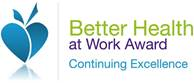 Better Health
at Work Award
Continuing Excellence